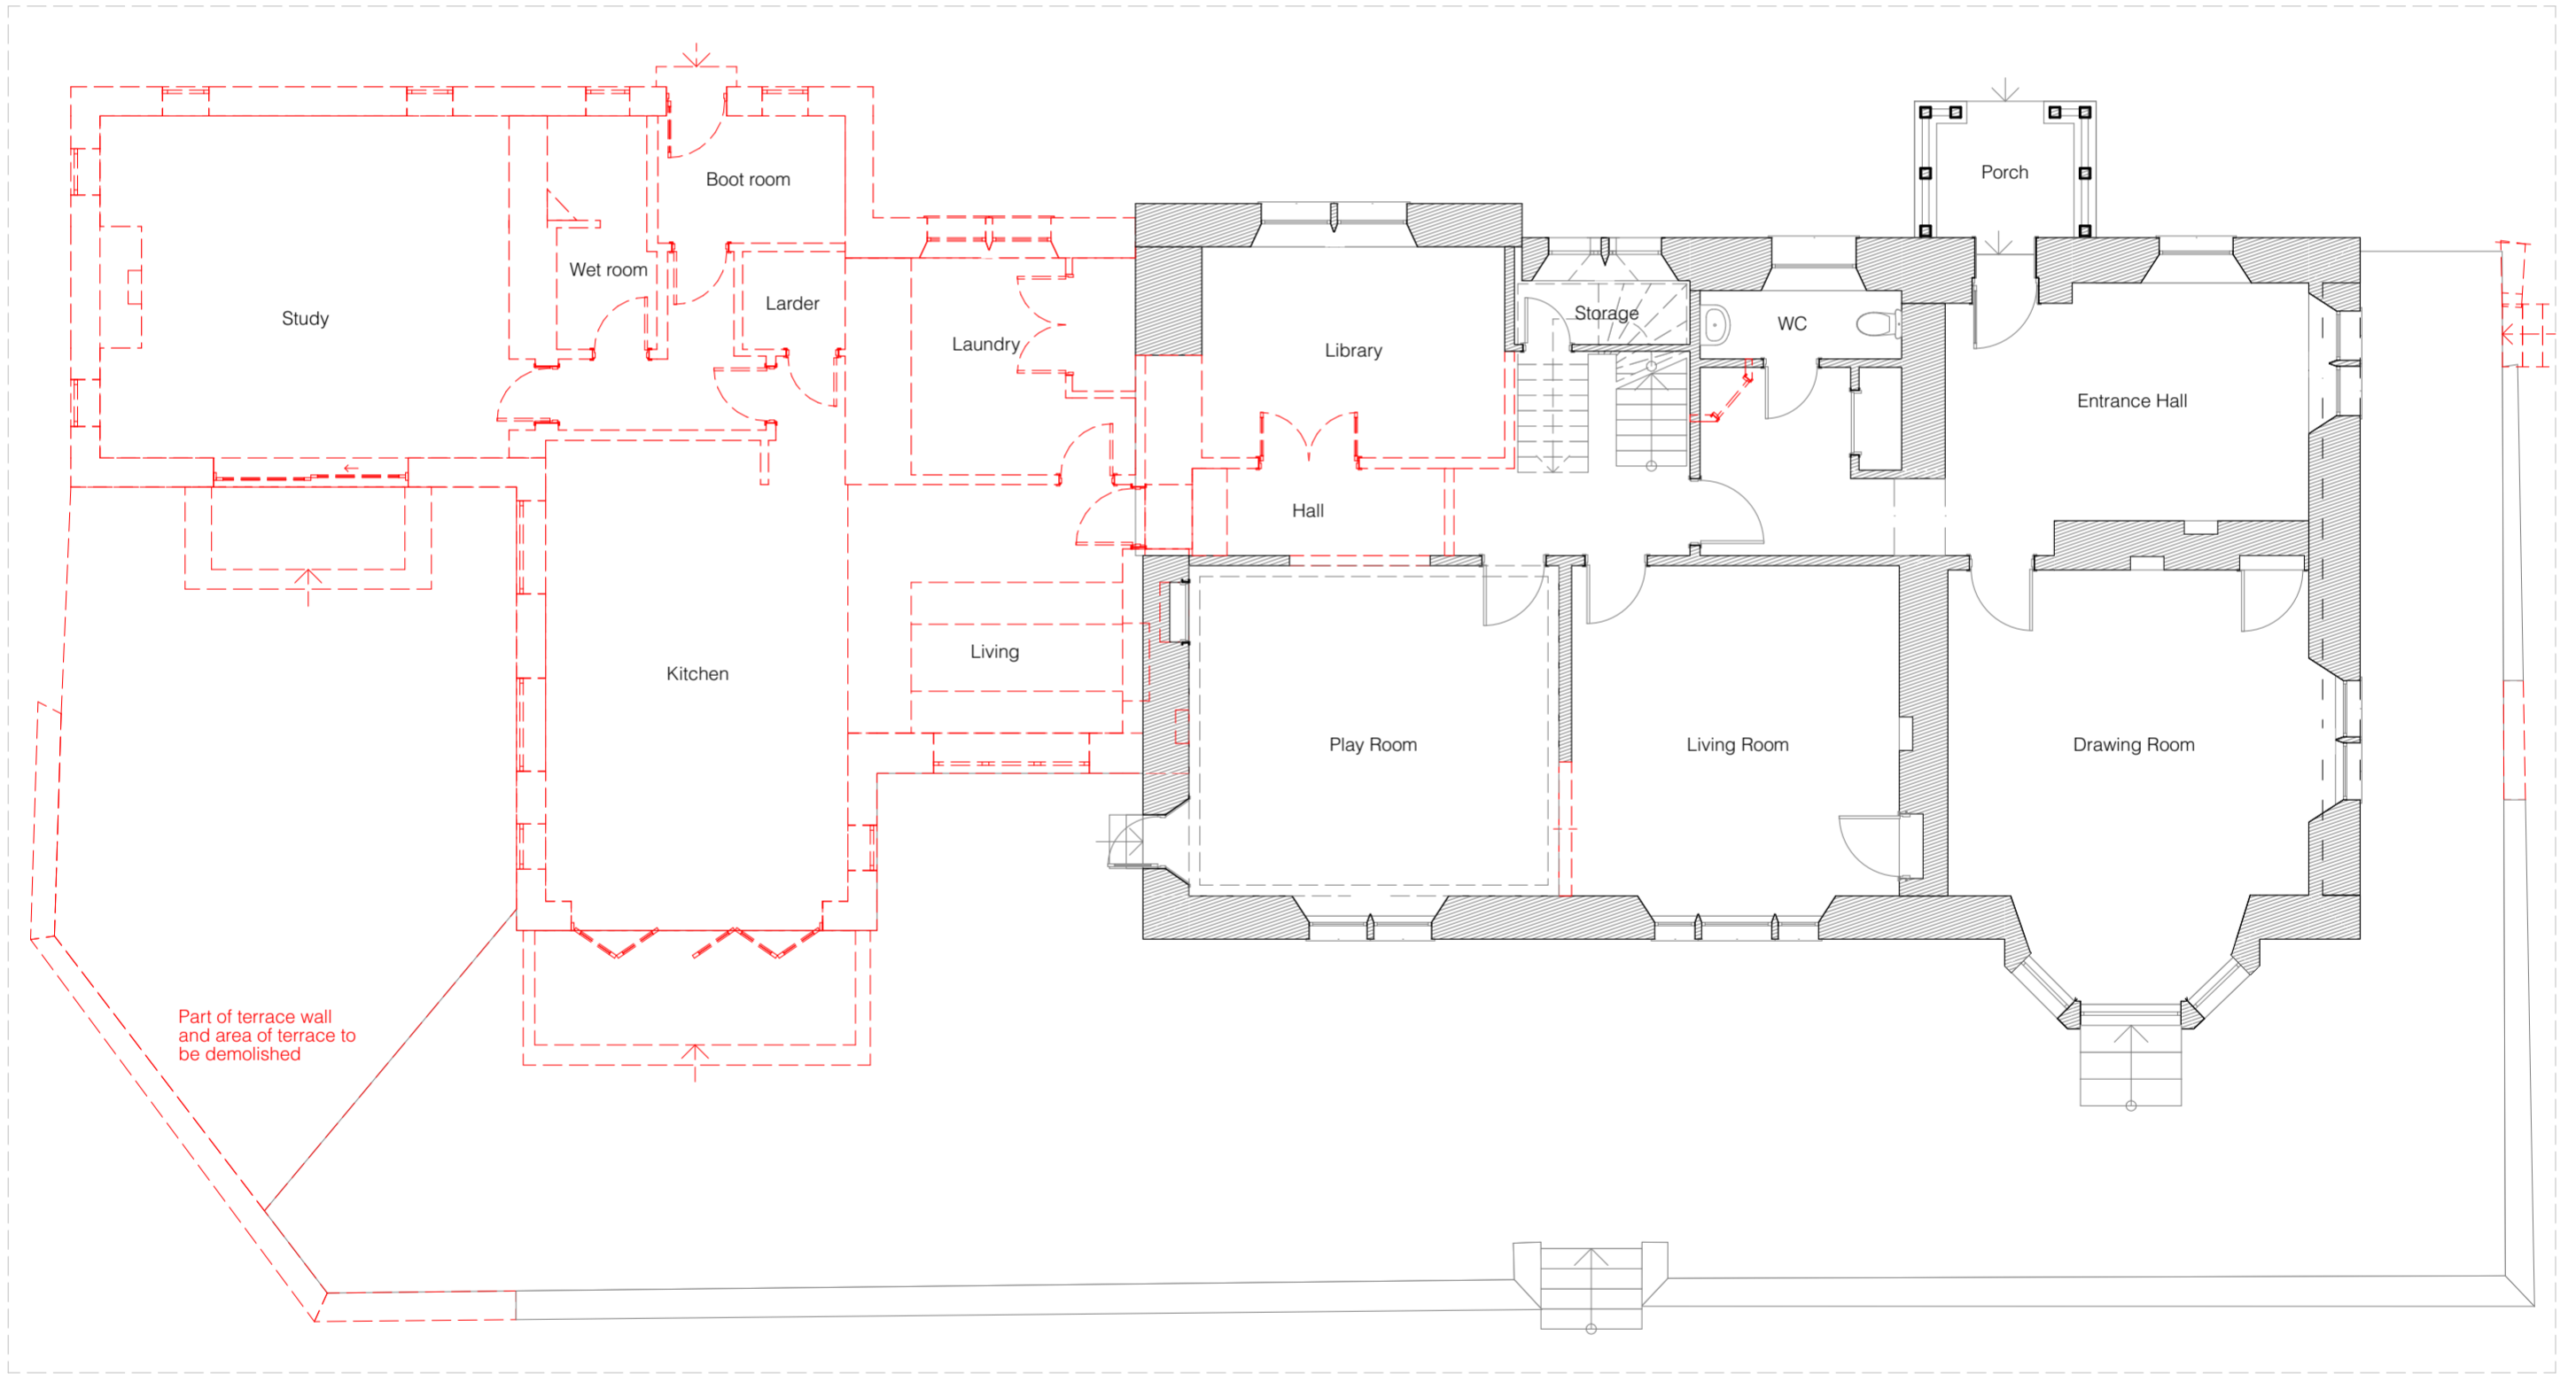 Porch
Boot room
Wet room
Larder
Study
Laundry
Library
Storage
WC
Entrance Hall
Hall
Living
Kitchen
Play Room
Living Room
Drawing Room
Part of terrace wall
and area of terrace to
be demolished